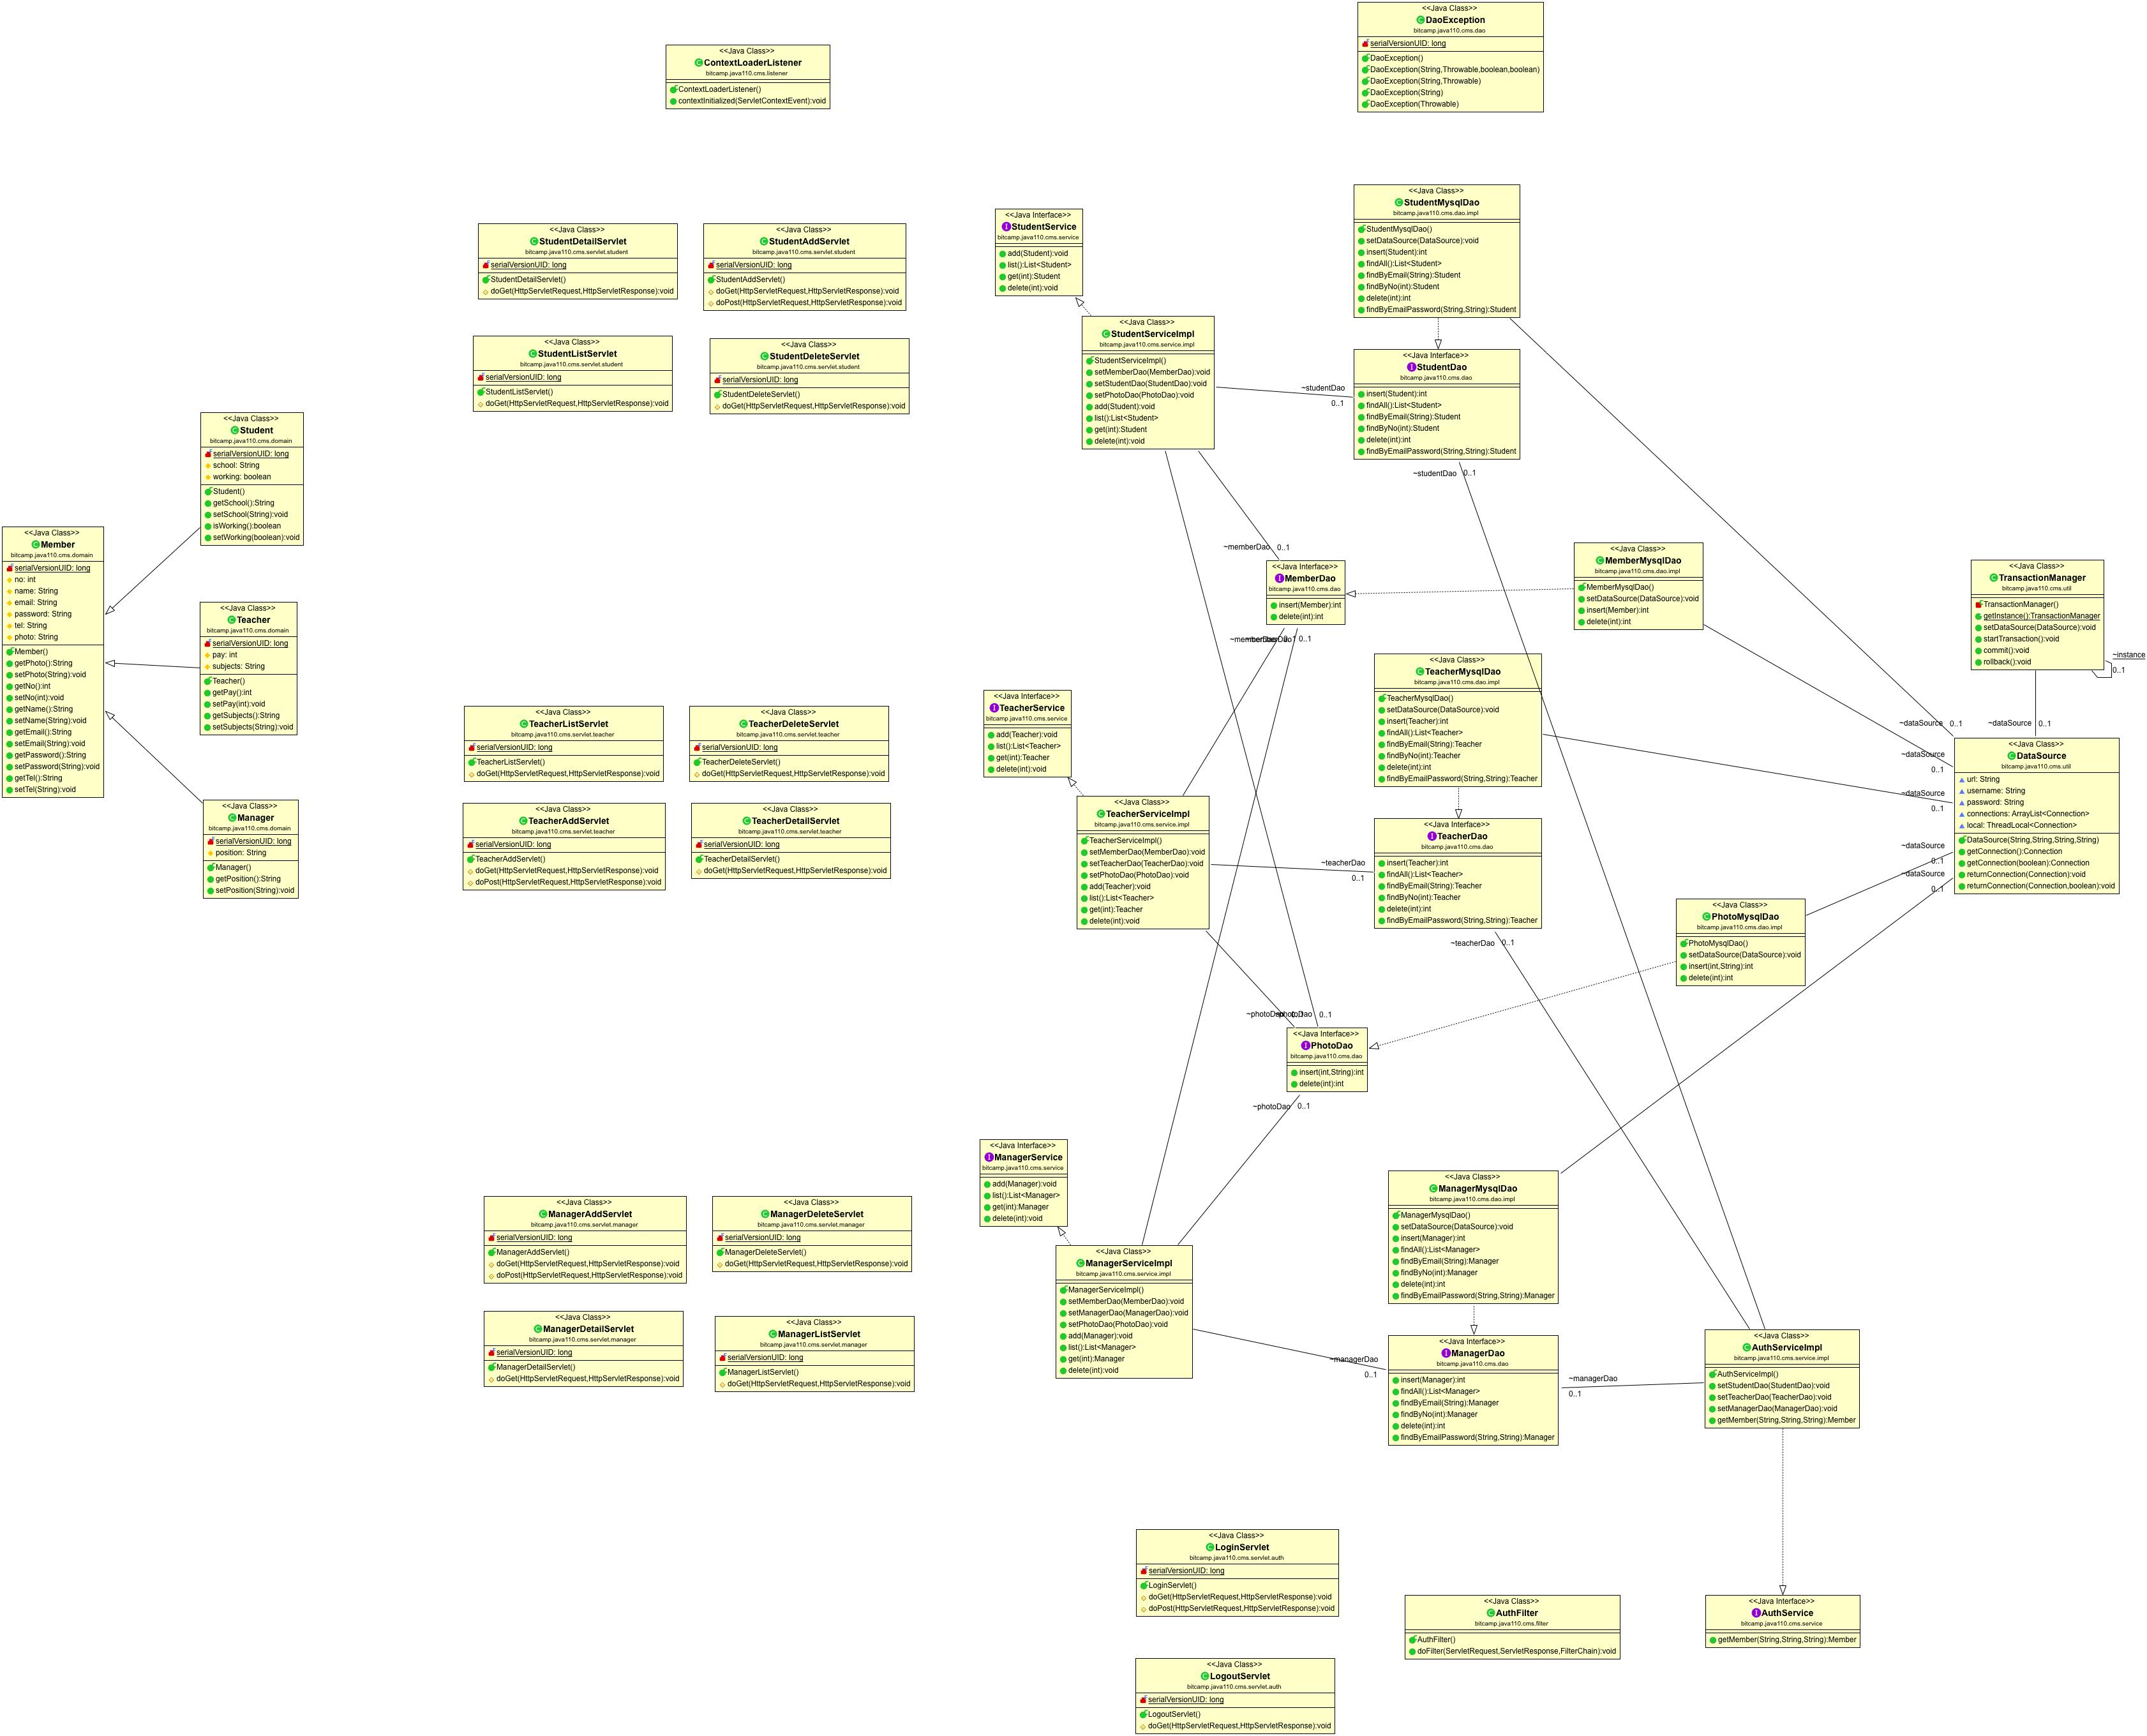 <<Java Class>>
DaoException
bitcamp.java110.cms.dao
serialVersionUID: long
DaoException()
DaoException(String,Throwable,boolean,boolean)
DaoException(String,Throwable)
DaoException(String)
DaoException(Throwable)
<<Java Class>>
ContextLoaderListener
bitcamp.java110.cms.listener
ContextLoaderListener()
contextInitialized(ServletContextEvent):void
<<Java Class>>
StudentDetailServlet
bitcamp.java110.cms.servlet.student
serialVersionUID: long
StudentDetailServlet()
doGet(HttpServletRequest,HttpServletResponse):void
<<Java Class>>
StudentAddServlet
bitcamp.java110.cms.servlet.student
serialVersionUID: long
StudentAddServlet()
doGet(HttpServletRequest,HttpServletResponse):void
doPost(HttpServletRequest,HttpServletResponse):void
<<Java Interface>>
StudentService
bitcamp.java110.cms.service
add(Student):void
list():List<Student>
get(int):Student
delete(int):void
<<Java Class>>
StudentMysqlDao
bitcamp.java110.cms.dao.impl
StudentMysqlDao()
setDataSource(DataSource):void
insert(Student):int
findAll():List<Student>
findByEmail(String):Student
findByNo(int):Student
delete(int):int
findByEmailPassword(String,String):Student
<<Java Class>>
StudentListServlet
bitcamp.java110.cms.servlet.student
serialVersionUID: long
StudentListServlet()
doGet(HttpServletRequest,HttpServletResponse):void
<<Java Class>>
StudentDeleteServlet
bitcamp.java110.cms.servlet.student
serialVersionUID: long
StudentDeleteServlet()
doGet(HttpServletRequest,HttpServletResponse):void
<<Java Class>>
StudentServiceImpl
bitcamp.java110.cms.service.impl
StudentServiceImpl()
setMemberDao(MemberDao):void
setStudentDao(StudentDao):void
setPhotoDao(PhotoDao):void
add(Student):void
list():List<Student>
get(int):Student
delete(int):void
~studentDao
0..1
<<Java Interface>>
StudentDao
bitcamp.java110.cms.dao
insert(Student):int
findAll():List<Student>
findByEmail(String):Student
findByNo(int):Student
delete(int):int
findByEmailPassword(String,String):Student
~studentDao 0..1
<<Java Class>>
Student
bitcamp.java110.cms.domain
serialVersionUID: long
school: String
working: boolean
Student()
getSchool():String
setSchool(String):void
isWorking():boolean
setWorking(boolean):void
<<Java Class>>
Member
bitcamp.java110.cms.domain
serialVersionUID: long
no: int
name: String
email: String
password: String
tel: String
photo: String
Member()
getPhoto():String
setPhoto(String):void
getNo():int
setNo(int):void
getName():String
setName(String):void
getEmail():String
setEmail(String):void
getPassword():String
setPassword(String):void
getTel():String
setTel(String):void
<<Java Class>>
Teacher
bitcamp.java110.cms.domain
serialVersionUID: long
pay: int
subjects: String
Teacher()
getPay():int
setPay(int):void
getSubjects():String
setSubjects(String):void
<<Java Class>>
Manager
bitcamp.java110.cms.domain
serialVersionUID: long
position: String
Manager()
getPosition():String
setPosition(String):void
~memberDao 0..1
<<Java Interface>>
MemberDao
bitcamp.java110.cms.dao
insert(Member):int
delete(int):int
~memberDao 0..1
<<Java Class>>
MemberMysqlDao
bitcamp.java110.cms.dao.impl
MemberMysqlDao()
setDataSource(DataSource):void
insert(Member):int
delete(int):int
<<Java Class>>
TransactionManager
bitcamp.java110.cms.util
TransactionManager()
getInstance():TransactionManager
setDataSource(DataSource):void
startTransaction():void
commit():void
rollback():void
~instance
0..1
<<Java Class>>
TeacherListServlet
bitcamp.java110.cms.servlet.teacher
serialVersionUID: long
TeacherListServlet()
doGet(HttpServletRequest,HttpServletResponse):void
<<Java Class>>
TeacherDeleteServlet
bitcamp.java110.cms.servlet.teacher
serialVersionUID: long
TeacherDeleteServlet()
doGet(HttpServletRequest,HttpServletResponse):void
<<Java Interface>>
TeacherService
bitcamp.java110.cms.service
add(Teacher):void
list():List<Teacher>
get(int):Teacher
delete(int):void
<<Java Class>>
TeacherMysqlDao
bitcamp.java110.cms.dao.impl
TeacherMysqlDao()
setDataSource(DataSource):void
insert(Teacher):int
findAll():List<Teacher>
findByEmail(String):Teacher
findByNo(int):Teacher
delete(int):int
findByEmailPassword(String,String):Teacher
~dataSource 0..1
~dataSource 0..1
~dataSource
0..1
~dataSource
0..1
~dataSource
0..1
~dataSource
0..1
<<Java Class>>
DataSource
bitcamp.java110.cms.util
url: String
username: String
password: String
connections: ArrayList<Connection>
local: ThreadLocal<Connection>
DataSource(String,String,String,String)
getConnection():Connection
getConnection(boolean):Connection
returnConnection(Connection):void
returnConnection(Connection,boolean):void
<<Java Class>>
TeacherAddServlet
bitcamp.java110.cms.servlet.teacher
serialVersionUID: long
TeacherAddServlet()
doGet(HttpServletRequest,HttpServletResponse):void
doPost(HttpServletRequest,HttpServletResponse):void
<<Java Class>>
TeacherDetailServlet
bitcamp.java110.cms.servlet.teacher
serialVersionUID: long
TeacherDetailServlet()
doGet(HttpServletRequest,HttpServletResponse):void
<<Java Class>>
TeacherServiceImpl
bitcamp.java110.cms.service.impl
TeacherServiceImpl()
setMemberDao(MemberDao):void
setTeacherDao(TeacherDao):void
setPhotoDao(PhotoDao):void
add(Teacher):void
list():List<Teacher>
get(int):Teacher
delete(int):void
~teacherDao
0..1
<<Java Interface>>
TeacherDao
bitcamp.java110.cms.dao
insert(Teacher):int
findAll():List<Teacher>
findByEmail(String):Teacher
findByNo(int):Teacher
delete(int):int
findByEmailPassword(String,String):Teacher
~teacherDao 0..1
<<Java Class>>
PhotoMysqlDao
bitcamp.java110.cms.dao.impl
PhotoMysqlDao()
setDataSource(DataSource):void
insert(int,String):int
delete(int):int
~photoDao 0..1
<<Java Interface>>
PhotoDao
bitcamp.java110.cms.dao
insert(int,String):int
delete(int):int
~photoDao 0..1
<<Java Interface>>
ManagerService
bitcamp.java110.cms.service
add(Manager):void
list():List<Manager>
get(int):Manager
delete(int):void
<<Java Class>>
ManagerAddServlet
bitcamp.java110.cms.servlet.manager
serialVersionUID: long
ManagerAddServlet()
doGet(HttpServletRequest,HttpServletResponse):void
doPost(HttpServletRequest,HttpServletResponse):void
<<Java Class>>
ManagerDeleteServlet
bitcamp.java110.cms.servlet.manager
serialVersionUID: long
ManagerDeleteServlet()
doGet(HttpServletRequest,HttpServletResponse):void
<<Java Class>>
ManagerMysqlDao
bitcamp.java110.cms.dao.impl
ManagerMysqlDao()
setDataSource(DataSource):void
insert(Manager):int
findAll():List<Manager>
findByEmail(String):Manager
findByNo(int):Manager
delete(int):int
findByEmailPassword(String,String):Manager
<<Java Class>>
ManagerServiceImpl
bitcamp.java110.cms.service.impl
ManagerServiceImpl()
setMemberDao(MemberDao):void
setManagerDao(ManagerDao):void
setPhotoDao(PhotoDao):void
add(Manager):void
list():List<Manager>
get(int):Manager
delete(int):void
<<Java Class>>
ManagerDetailServlet
bitcamp.java110.cms.servlet.manager
serialVersionUID: long
ManagerDetailServlet()
doGet(HttpServletRequest,HttpServletResponse):void
<<Java Class>>
ManagerListServlet
bitcamp.java110.cms.servlet.manager
serialVersionUID: long
ManagerListServlet()
doGet(HttpServletRequest,HttpServletResponse):void
~managerDao
0..1
<<Java Interface>>
ManagerDao
bitcamp.java110.cms.dao
insert(Manager):int
findAll():List<Manager>
findByEmail(String):Manager
findByNo(int):Manager
delete(int):int
findByEmailPassword(String,String):Manager
~managerDao
0..1
<<Java Class>>
AuthServiceImpl
bitcamp.java110.cms.service.impl
AuthServiceImpl()
setStudentDao(StudentDao):void
setTeacherDao(TeacherDao):void
setManagerDao(ManagerDao):void
getMember(String,String,String):Member
<<Java Class>>
LoginServlet
bitcamp.java110.cms.servlet.auth
serialVersionUID: long
LoginServlet()
doGet(HttpServletRequest,HttpServletResponse):void
doPost(HttpServletRequest,HttpServletResponse):void
<<Java Class>>
AuthFilter
bitcamp.java110.cms.filter
AuthFilter()
doFilter(ServletRequest,ServletResponse,FilterChain):void
<<Java Interface>>
AuthService
bitcamp.java110.cms.service
getMember(String,String,String):Member
<<Java Class>>
LogoutServlet
bitcamp.java110.cms.servlet.auth
serialVersionUID: long
LogoutServlet()
doGet(HttpServletRequest,HttpServletResponse):void